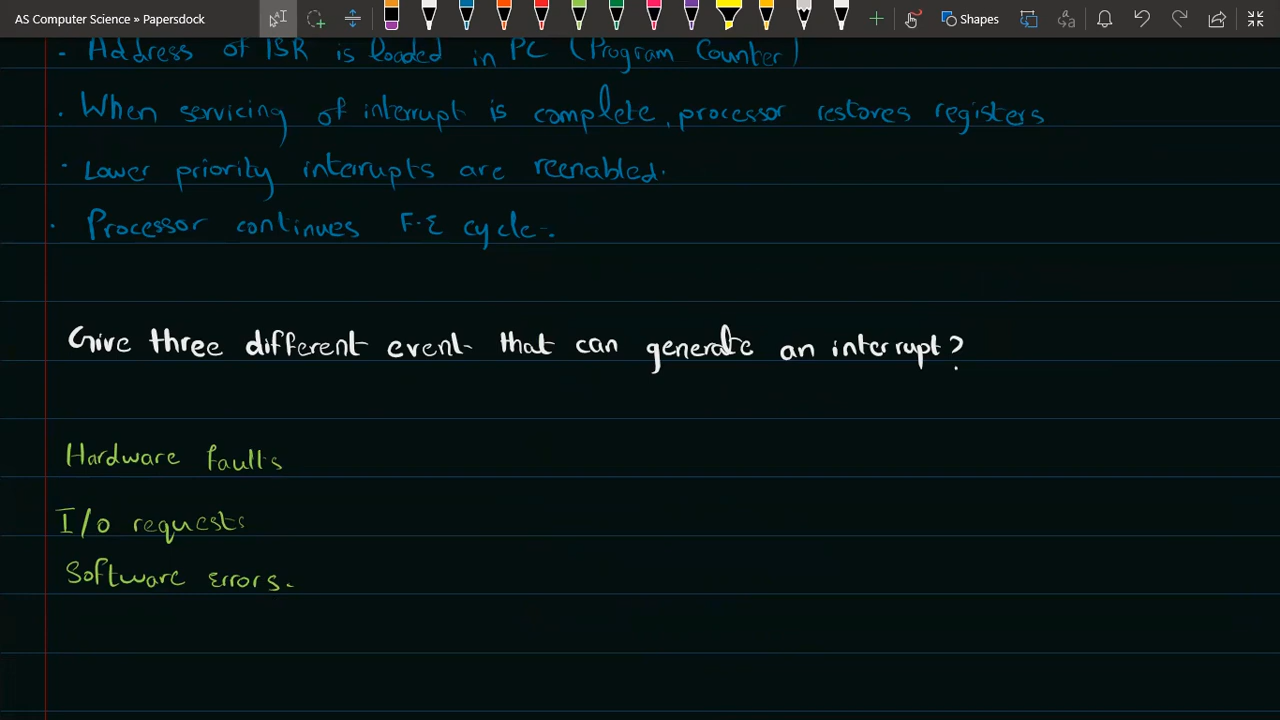 AS Computer Science » Papersdock
Shapes
· Address of ISR is loaded in PC (Program Counter)
· When servicing of interrupt is complete, processor restores registers
· Lower priority interrupts are reenabled.
· Processor continues F-E cycle.
Give three different event that can generate an interrupt?
Hardware faults
I/O requests
Software errors.